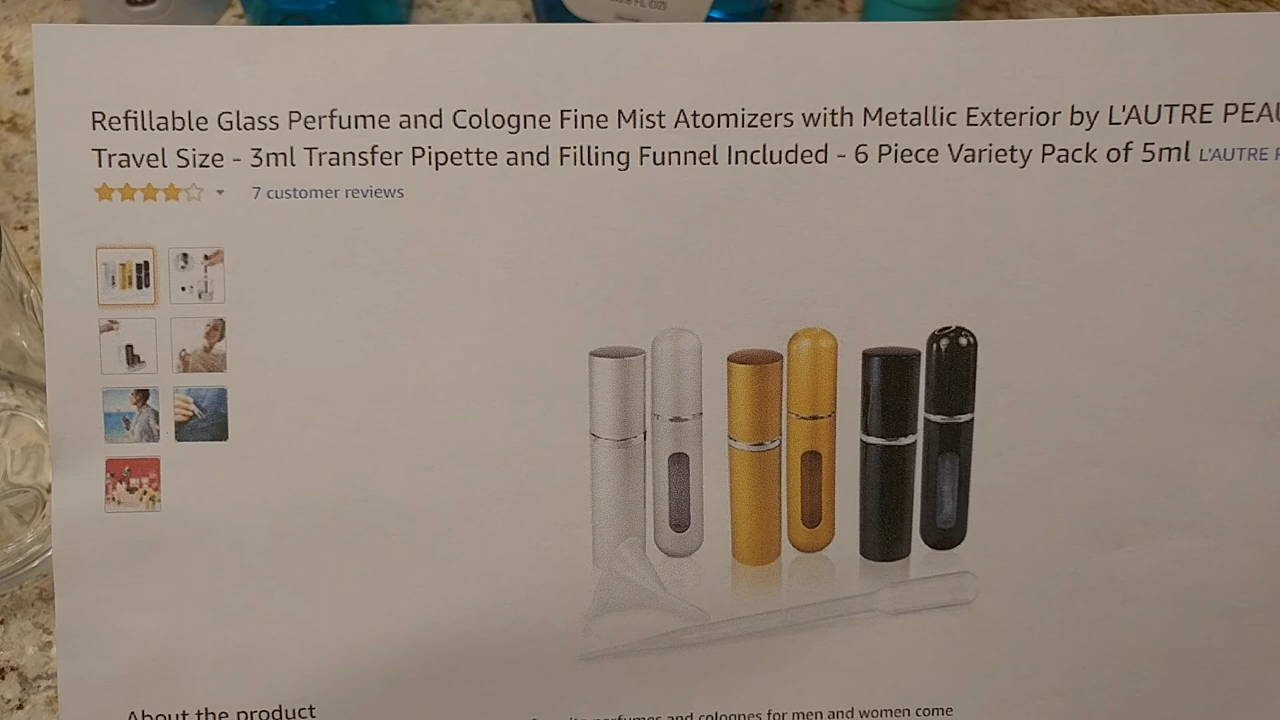 Refillable Glass Perfume and Cologne Fine Mist Atomizers with Metallic Exterior by L'AUTRE PEAU
Travel Size - 3ml Transfer Pipette and Filling Funnel Included - 6 Piece Variety Pack of 5ml L'AUTRE
7 customer reviews
About the product
perfumes and colognes for men and women come